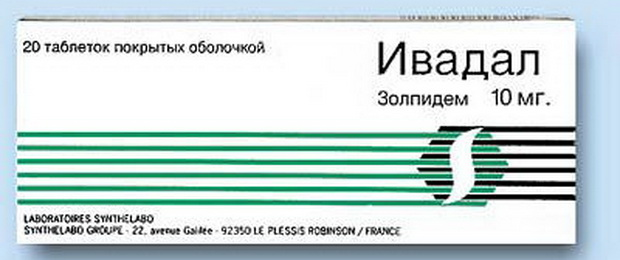 20 таблеток покрытых оболочкой
Ивадал
Золпидем 10 мг.
LABORATOIRES SYNTHELABO
SYNTHELABO GROUPE - 22, avenue Galilée - 92350 LE PLESSIS ROBINSON / FRANCE